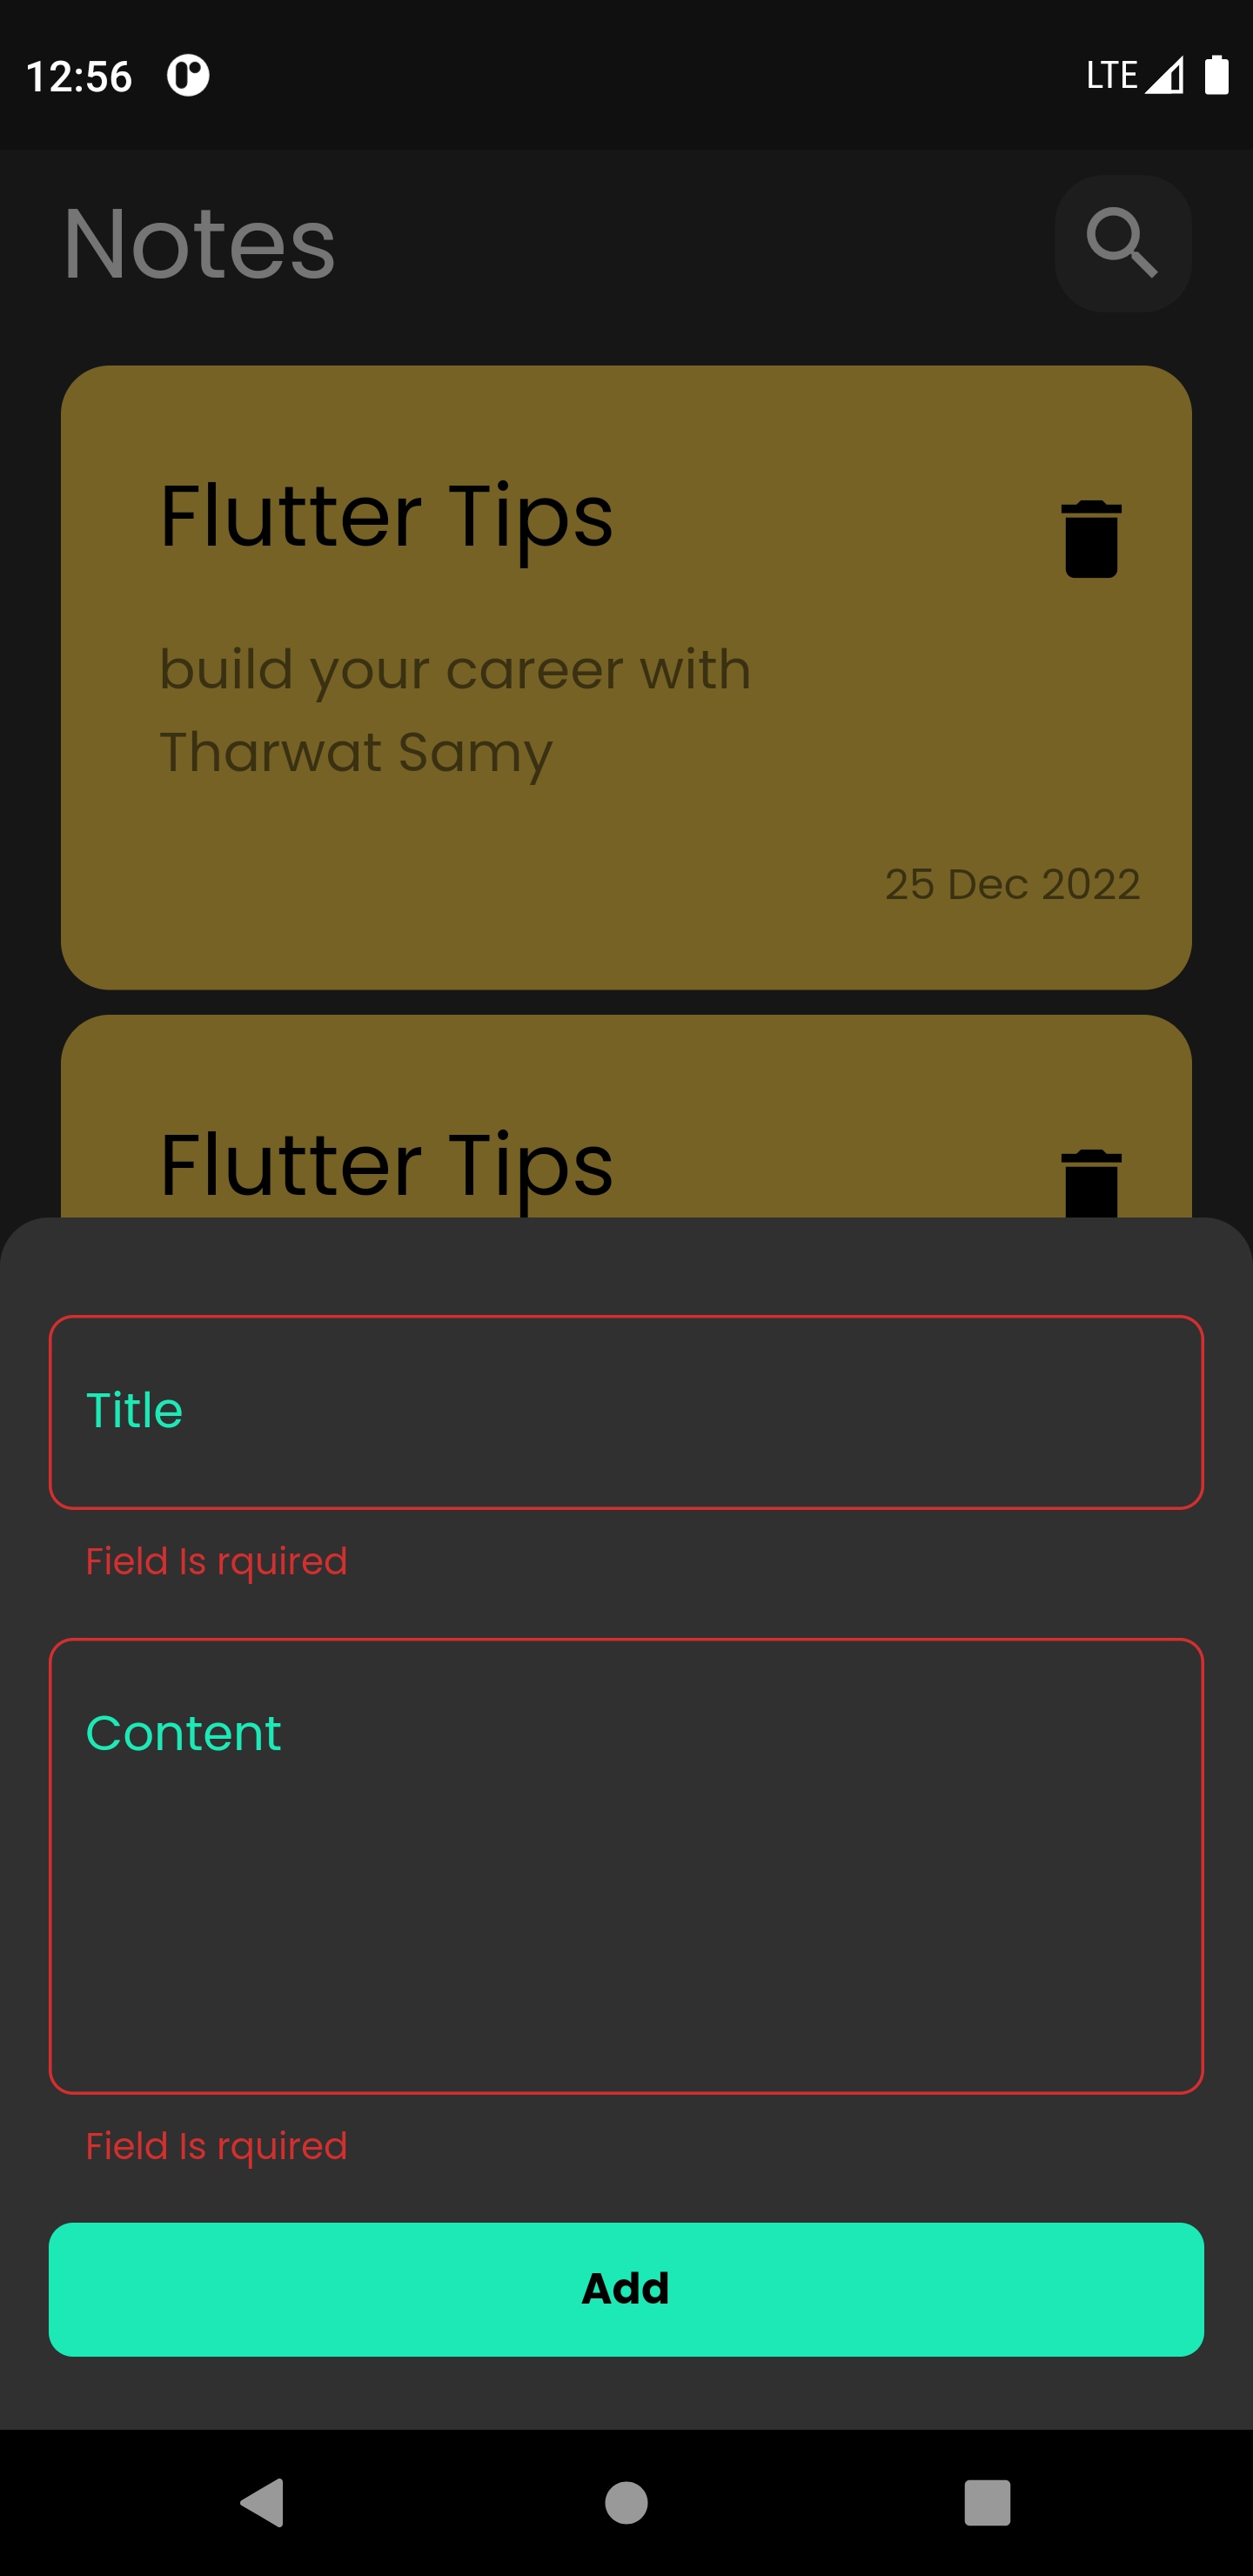 12:56
LTE
Notes
Flutter Tips
build your career with
Tharwat Samy
25 Dec 2022
Flutter Tips
Title
Field Is rquired
Content
Field Is rquired
Add